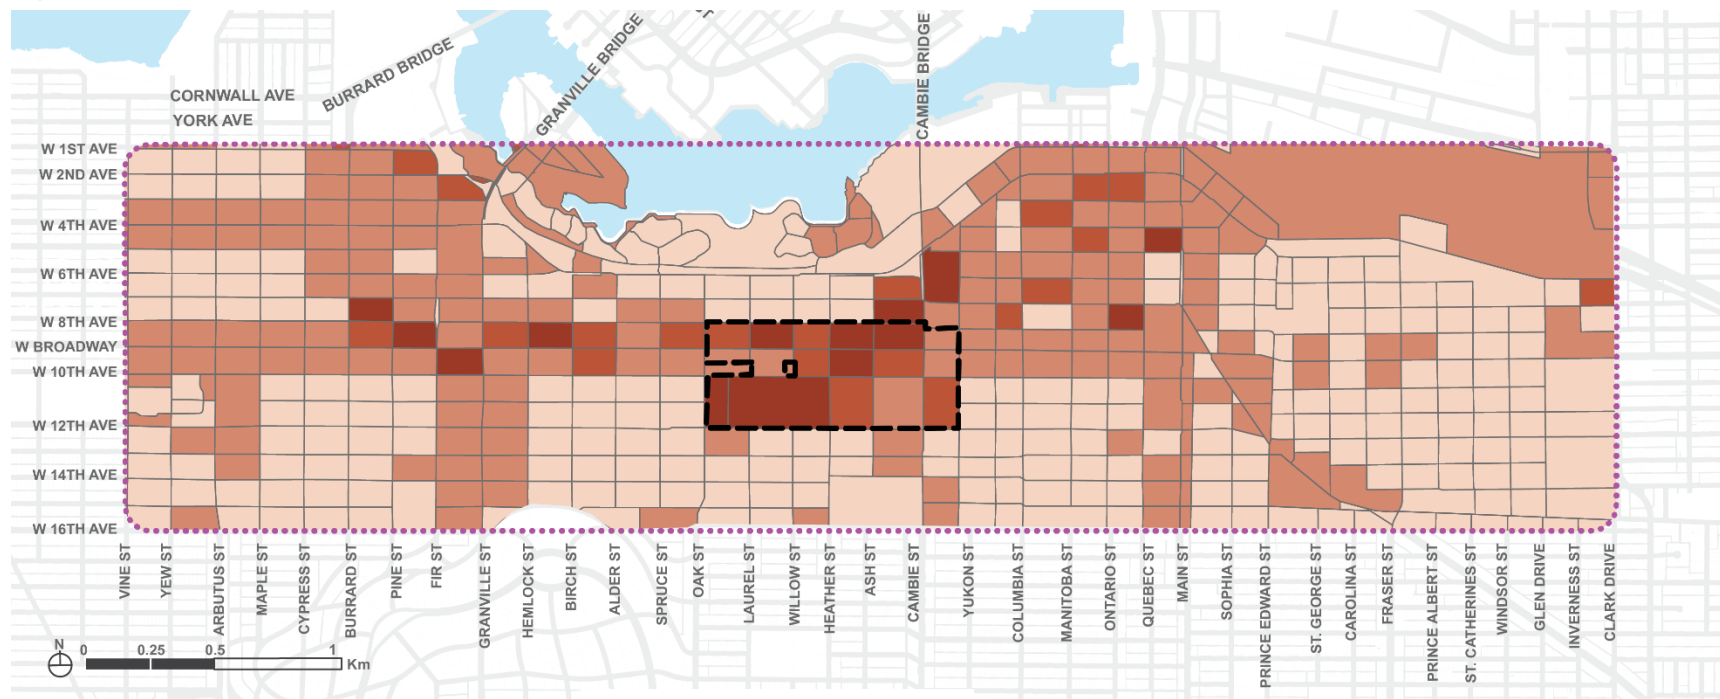 BURRARD BRIDGE
GRANVILLE BRIDGE
CAMBIE BRIDGE
CORNWALL AVE
YORK AVE
W 1ST AVE
W 2ND AVE
W 4TH AVE
W 6TH AVE
W 8TH AVE
W BROADWAY
W 10TH AVE
W 12TH AVE
W 14TH AVE
W 16TH AVE
VINE ST
YEW ST
ARBUTUS ST
MAPLE ST
CYPRESS ST
BURRARD ST
PINE ST
FIR ST
GRANVILLE ST
HEMLOCK ST
BIRCH ST
ALDER ST
SPRUCE ST
OAK ST
LAUREL ST
WILLOW ST
HEATHER ST
ASH ST
CAMBIE ST
YUKON ST
COLUMBIA ST
MANITOBA ST
ONTARIO ST
QUEBEC ST
MAIN ST
SOPHIA ST
PRINCE EDWARD ST
ST. GEORGE ST
CAROLINA ST
FRASER ST
PRINCE ALBERT ST
ST. CATHERINES ST
WINDSOR ST
GLEN DRIVE
INVERNESS ST
CLARK DRIVE
N
0 0.25 0.5 1
Km